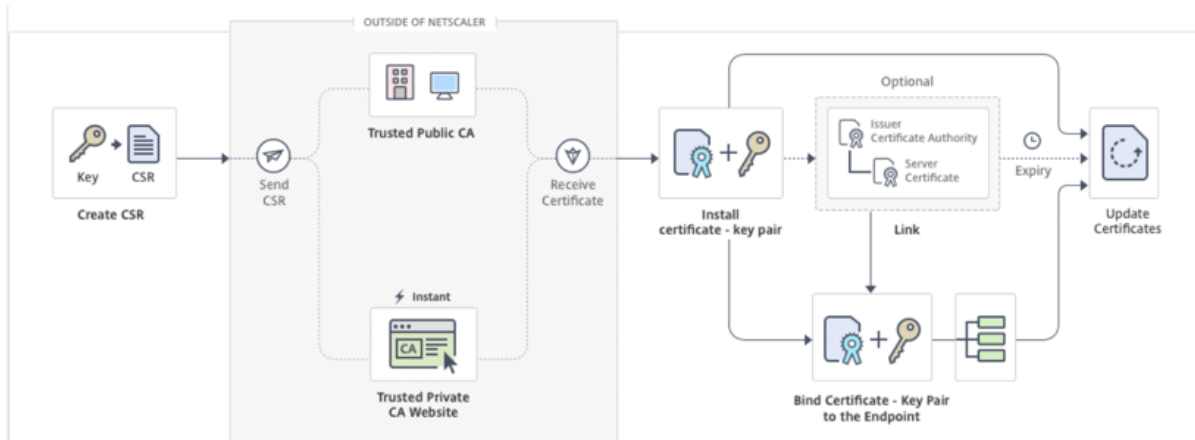 OUTSIDE OF NETSCALER
Key
CSR
Create CSR
Send
CSR
Trusted Public CA
Instant
CA
Trusted Private
CA Website
Receive
Certificate
Install
certificate - key pair
Optional
Issuer
Certificate Authority
Server
Certificate
Link
Expiry
Update
Certificates
Bind Certificate - Key Pair
to the Endpoint